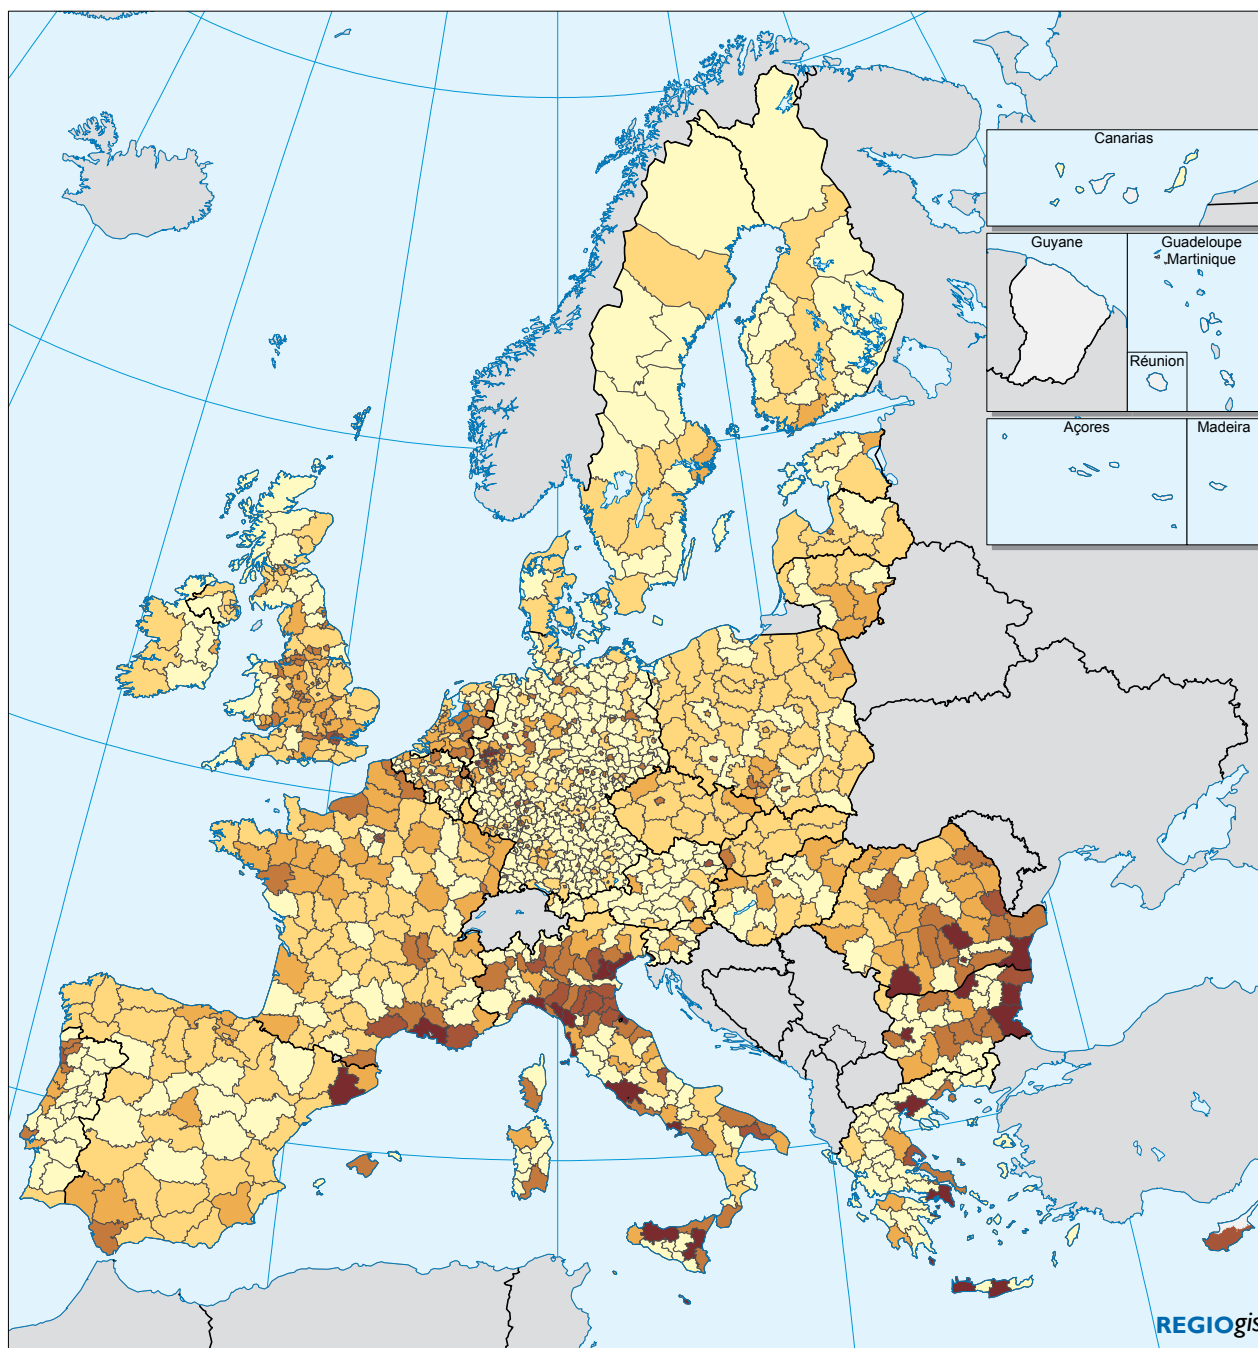 Canarias
Guyane
Guadeloupe
Martinique
Réunion
Açores
Madeira
REGIOgis